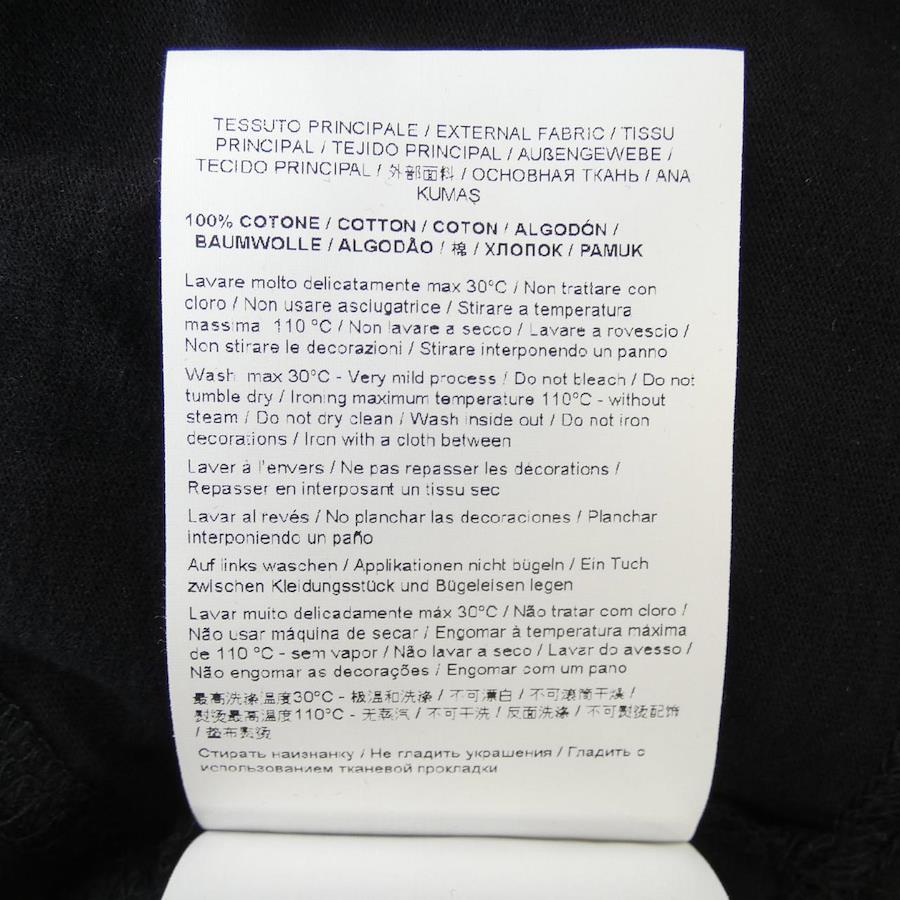 TESSUTO PRINCIPALE / EXTERNAL FABRIC / TISSU
PRINCIPAL / TEJIDO PRINCIPAL / AUßENGEWEBE /
TECIDO PRINCIPAL / 外部面料 / ОСНОВНАЯ ТКАНЬ / ANA
KUMAŞ
100% COTONE / COTTON / COTON / ALGODÓN /
BAUMWOLLE / ALGODÃO / 棉 / ХЛОПОК / PAMUK
Lavare molto delicatamente max 30°C / Non trattare con
cloro / Non usare asciugatrice / Stirare a temperatura
massima 110 °C / Non lavare a secco / Lavare a rovescio /
Non stirare le decorazioni / Stirare interponendo un panno
Wash max 30°C - Very mild process / Do not bleach / Do not
tumble dry / Ironing maximum temperature 110°C - without
steam / Do not dry clean / Wash inside out / Do not iron
decorations / Iron with a cloth between
Laver à l'envers / Ne pas repasser les décorations /
Repasser en interposant un tissu sec
Lavar al revés / No planchar las decoraciones / Planchar
interponiendo un paño
Auf links waschen / Applikationen nicht bügeln / Ein Tuch
zwischen Kleidungsstück und Bügeleisen legen
Lavar muito delicadamente máx 30°C / Não tratar com cloro /
Não usar máquina de secar / Engomar à temperatura máxima
de 110 °C - sem vapor / Não lavar a seco / Lavar do avesso /
Não engomar as decorações / Engomar com um pano
最高洗涤温度30°C - 极温和洗涤 / 不可漂白 / 不可滚筒干燥 /
熨烫最高温度110°C - 无蒸汽 / 不可干洗 / 反面洗涤 / 不可熨烫配饰
/ 垫布熨烫
Стирать наизнанку / Не гладить украшения / Гладить с
использованием тканевой прокладки